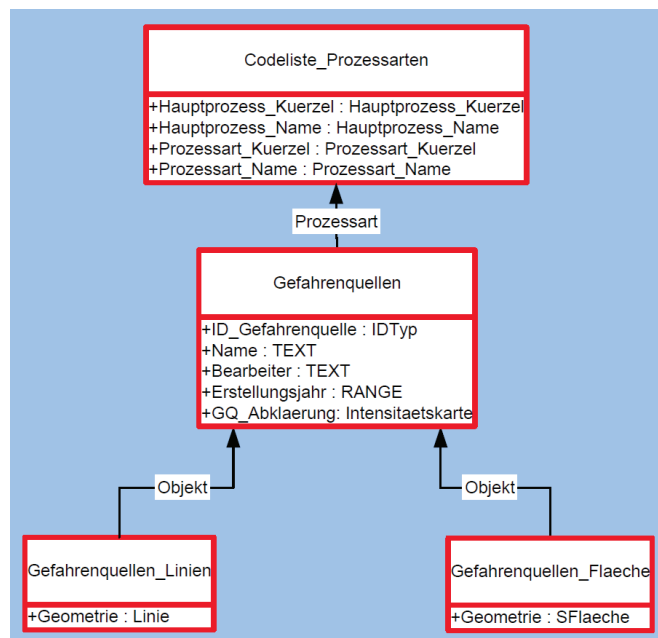 Codeliste_Prozessarten
+Hauptprozess_Kuerzel : Hauptprozess_Kuerzel
+Hauptprozess_Name : Hauptprozess_Name
+Prozessart_Kuerzel : Prozessart_Kuerzel
+Prozessart_Name : Prozessart_Name
Prozessart
Gefahrenquellen
+ID_Gefahrenquelle : IDTyp
+Name : TEXT
+Bearbeiter : TEXT
+Erstellungsjahr : RANGE
+GQ_Abklaerung: Intensitaetskarte
Objekt
Objekt
Gefahrenquellen_Linien
+Geometrie : Linie
Gefahrenquellen_Flaeche
+Geometrie : SFlaeche